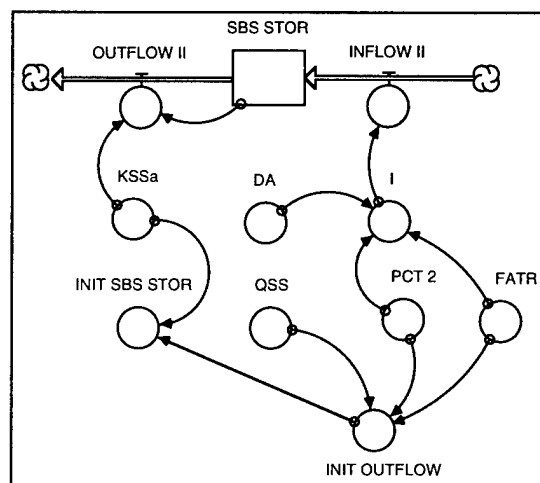 SBS STOR
OUTFLOW II
INFLOW II
KSSa
DA
I
INIT SBS STOR
QSS
PCT 2
FATR
INIT OUTFLOW